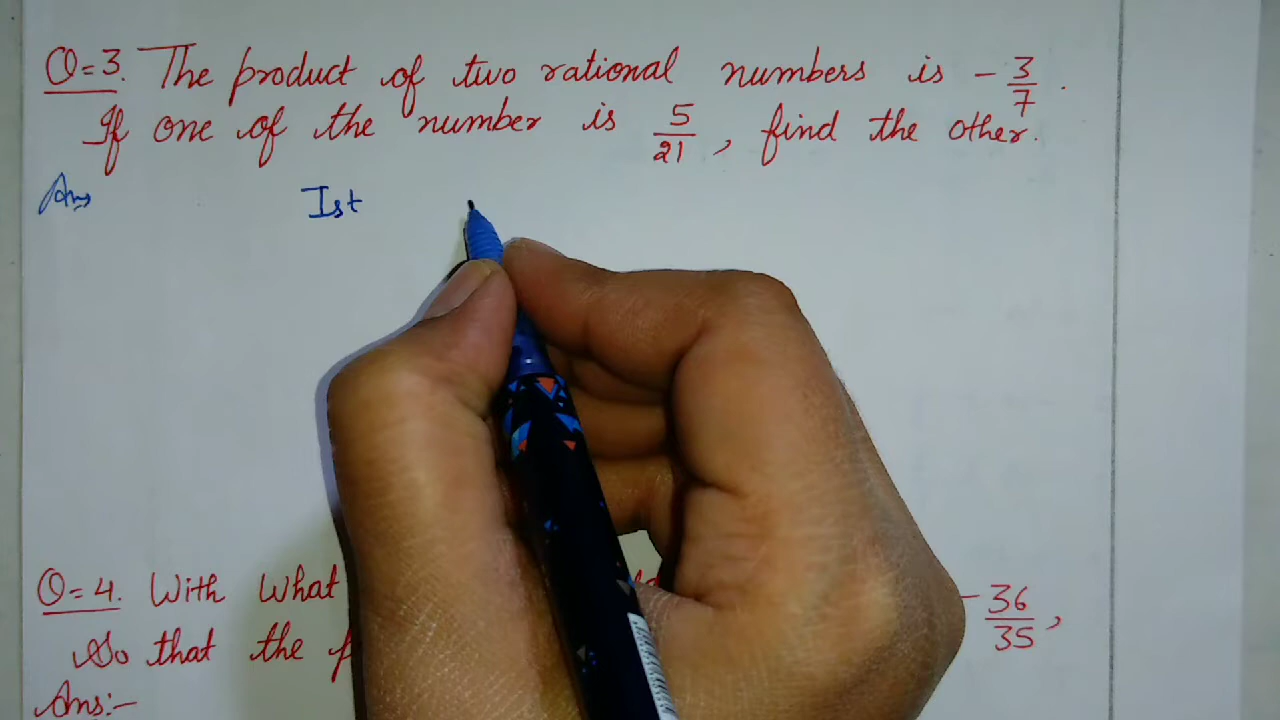 Q=3. The product of two rational numbers is -3/7.
If one of the number is 5/21, find the other.
Ans Ist
Q=4. With what -36/35,
So that the
Ans:-